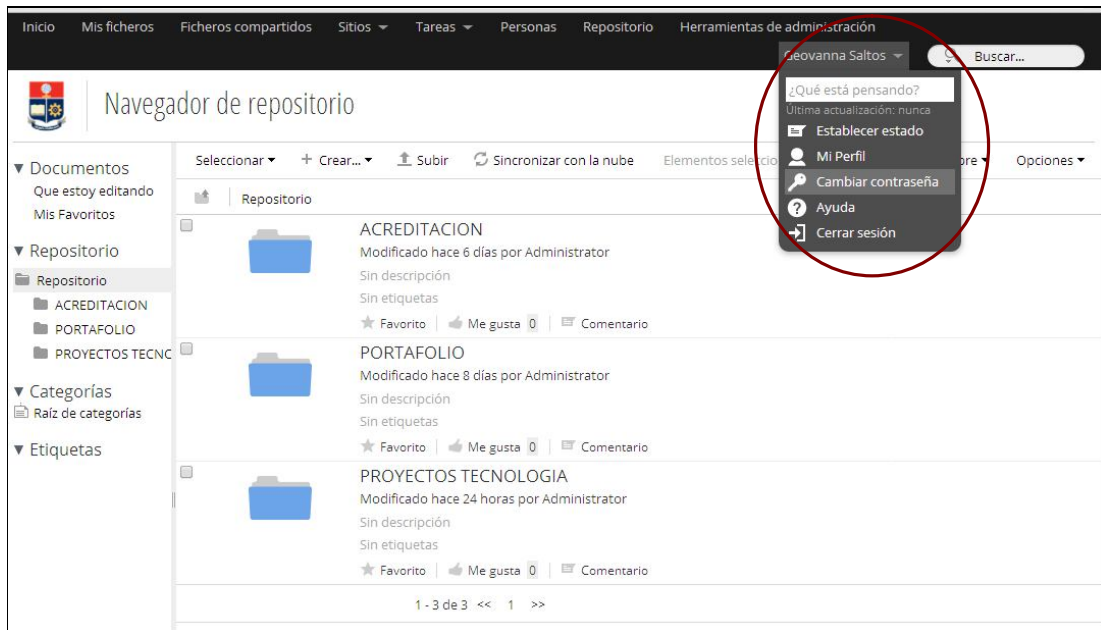 Inicio Mis ficheros Ficheros compartidos Sitios Tareas Personas Repositorio Herramientas de administración
Geovanna Saltos Buscar...
Navegador de repositorio
¿Qué está pensando?
Última actualización: nunca
Establecer estado
Mi Perfil
Cambiar contraseña
Ayuda
Cerrar sesión
Seleccionar + Crear... Subir Sincronizar con la nube Elementos Opciones
Documentos
Que estoy editando
Mis Favoritos
Repositorio
Repositorio
ACREDITACION
PORTAFOLIO
PROYECTOS TECNC
Categorías
Raíz de categorías
Etiquetas
Repositorio
ACREDITACION
Modificado hace 6 días por Administrator
Sin descripción
Sin etiquetas
Favorito Me gusta 0 Comentario
PORTAFOLIO
Modificado hace 8 días por Administrator
Sin descripción
Sin etiquetas
Favorito Me gusta 0 Comentario
PROYECTOS TECNOLOGIA
Modificado hace 24 horas por Administrator
Sin descripción
Sin etiquetas
Favorito Me gusta 0 Comentario
1 - 3 de 3 << 1 >>